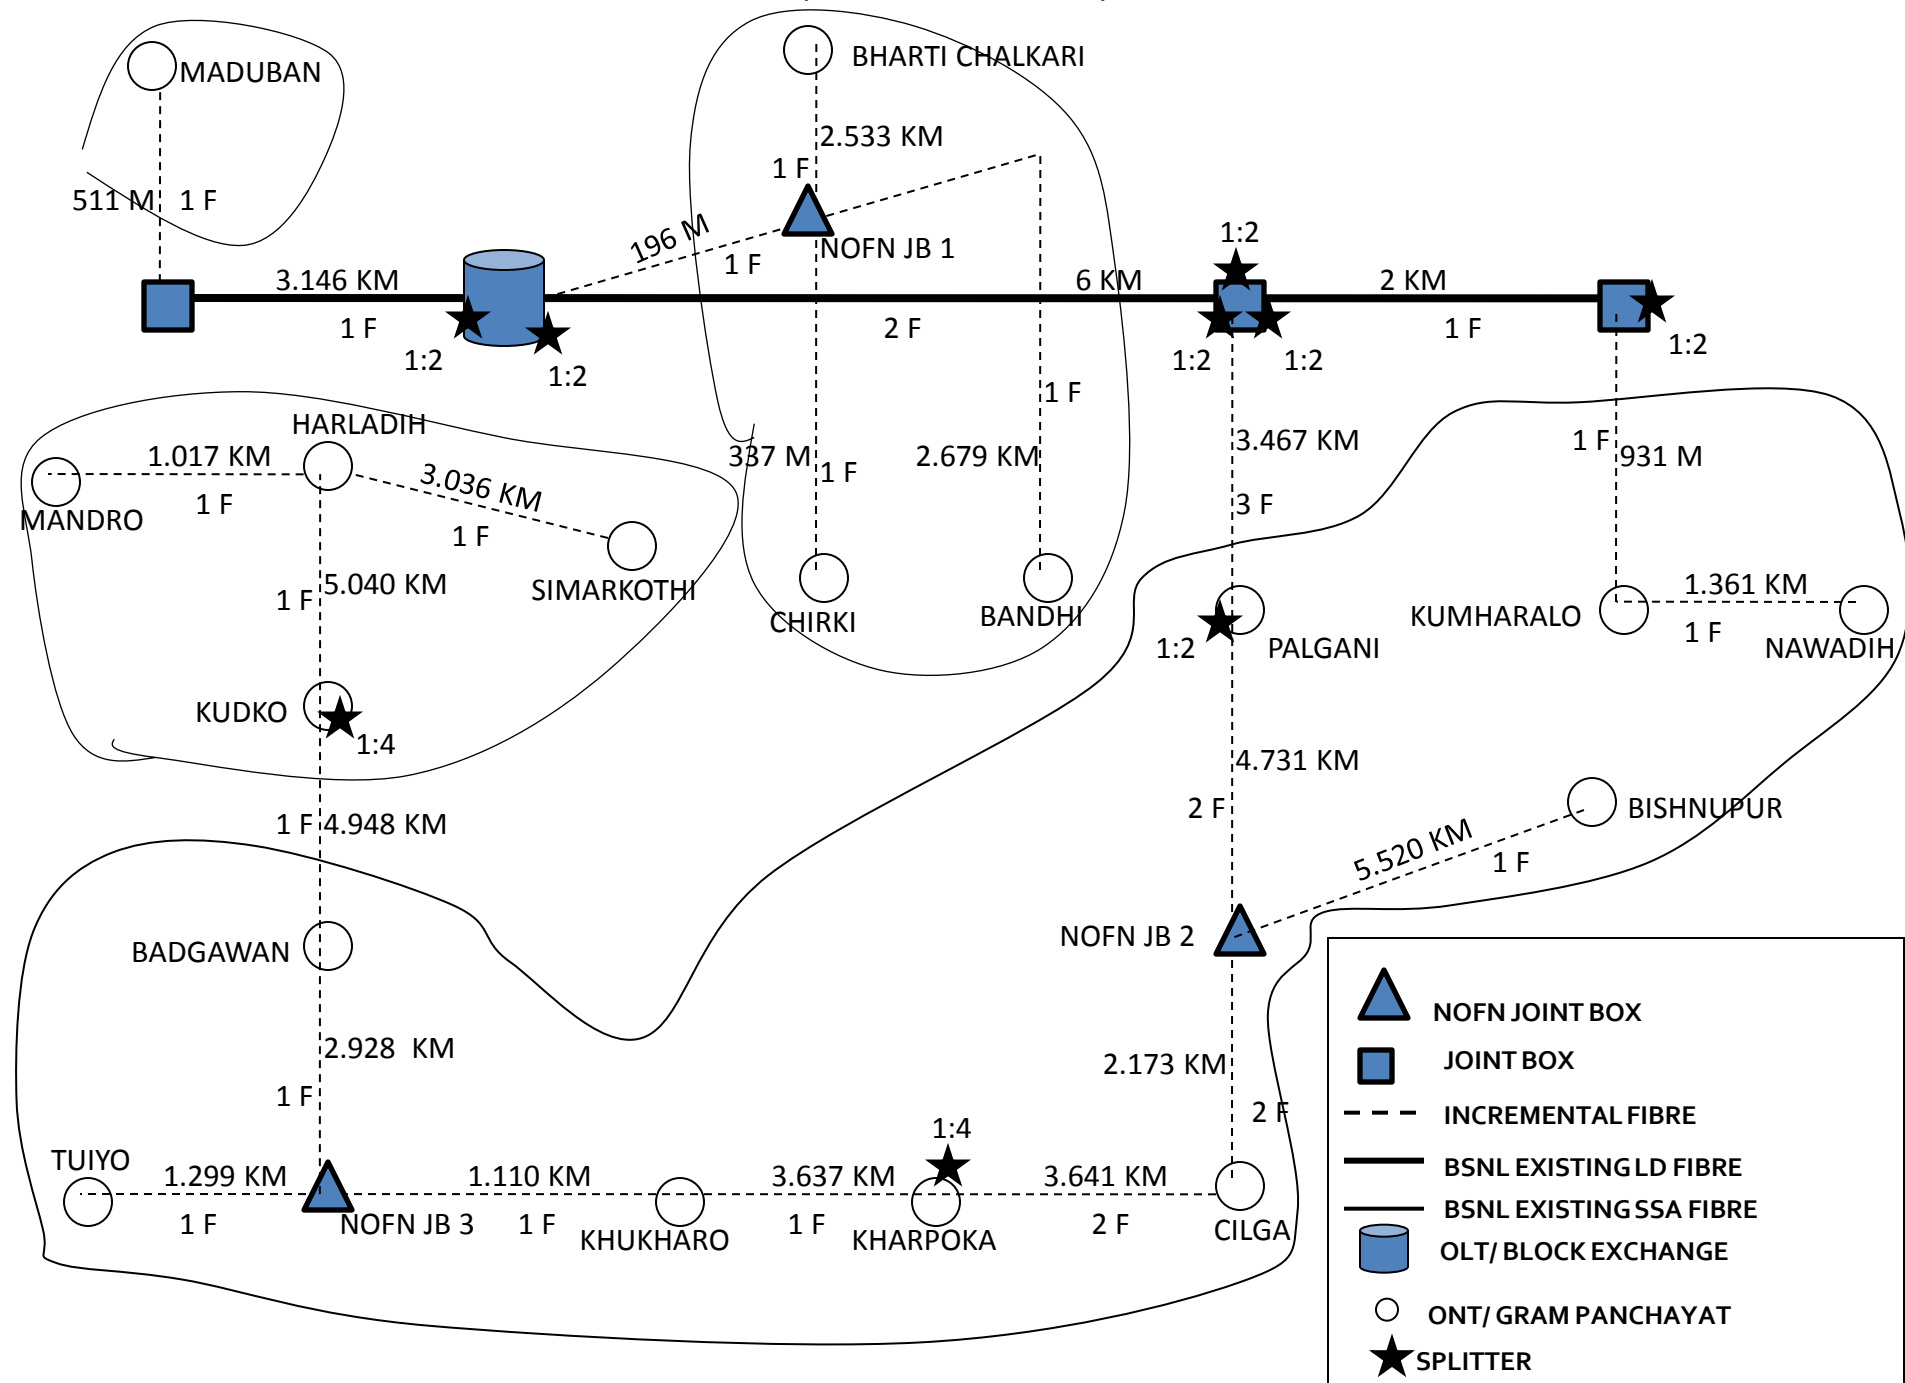 MADUBAN
BHARTI CHALKARI
2.533 KM
1 F
511 M
1 F
196 M
1 F
NOFN JB 1
1:2
3.146 KM
1 F
6 KM
2 F
2 KM
1 F
1:2
1:2
1:2
1:2
1:2
HARLADIH
1.017 KM
1 F
MANDRO
3.036 KM
1 F
SIMARKOTHI
1 F
5.040 KM
KUDKO
1:4
337 M
1 F
CHIRKI
1 F
2.679 KM
BANDHI
3.467 KM
3 F
1:2
PALGANI
1 F
931 M
KUMHARALO
1.361 KM
1 F
NAWADIH
4.731 KM
2 F
5.520 KM
1 F
BISHNUPUR
NOFN JB 2
1 F
4.948 KM
BADGAWAN
2.928 KM
1 F
2.173 KM
2 F
TUIYO
1.299 KM
1 F
NOFN JB 3
1.110 KM
1 F
KHUKHARO
3.637 KM
1 F
1:4
KHARPOKA
3.641 KM
2 F
CILGA
NOFN JOINT BOX
JOINT BOX
INCREMENTAL FIBRE
BSNL EXISTING LD FIBRE
BSNL EXISTING SSA FIBRE
OLT/ BLOCK EXCHANGE
ONT/ GRAM PANCHAYAT
SPLITTER